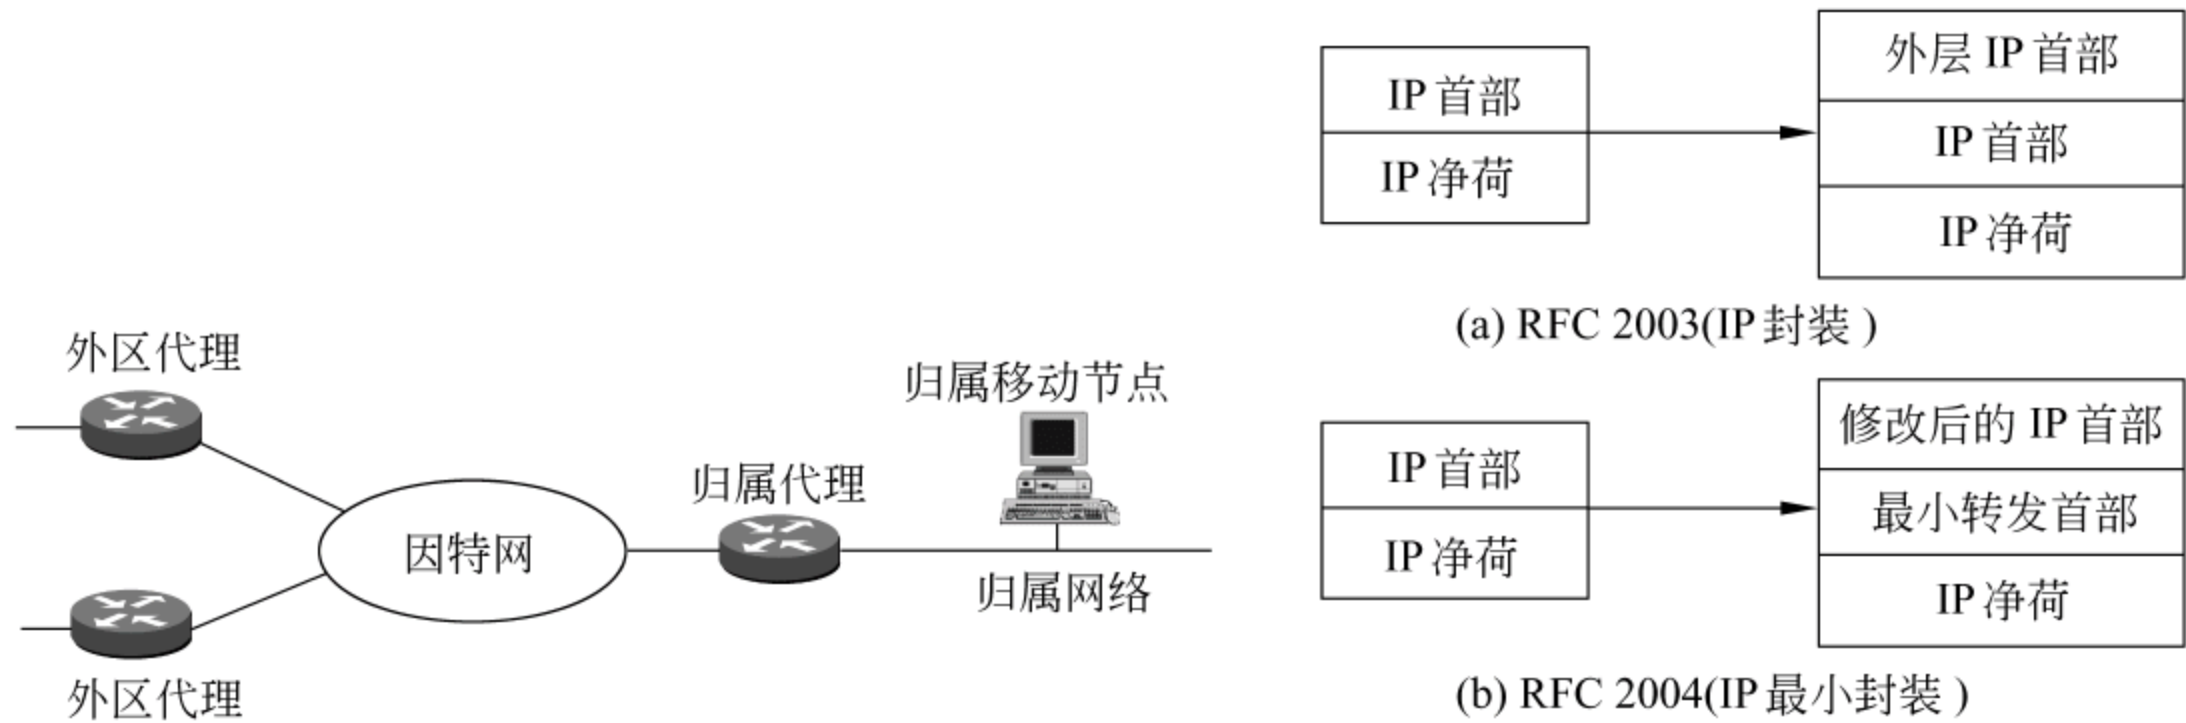 外区代理
外区代理
因特网
归属代理
归属移动节点
归属网络
IP 首部
IP 净荷
外层 IP 首部
IP 首部
IP 净荷
(a) RFC 2003(IP 封装 )
IP 首部
IP 净荷
修改后的 IP 首部
最小转发首部
IP 净荷
(b) RFC 2004(IP 最小封装 )